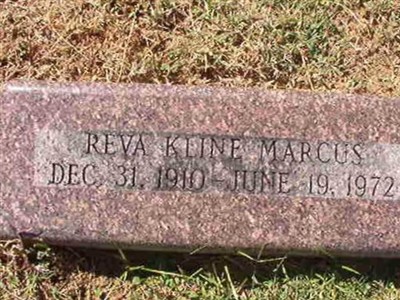 REVA KLINE MARCUS
DEC. 31, 1910 - JUNE 19, 1972